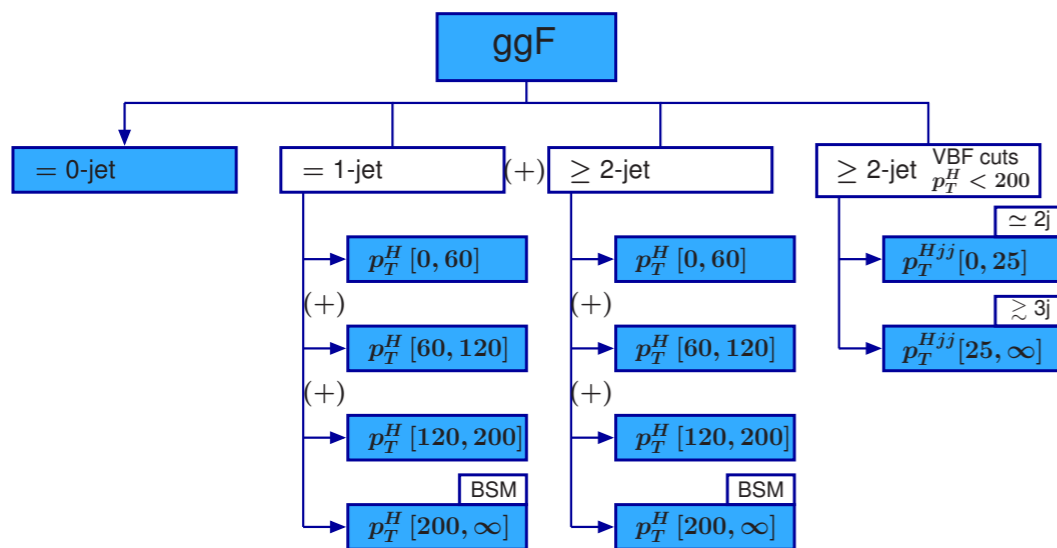 ggF
= 0-jet
= 1-jet
(+)
≥ 2-jet
≥ 2-jet VBF cuts
p_T^H < 200
p_T^H [0, 60]
(+)
p_T^H [60, 120]
(+)
p_T^H [120, 200]
BSM
p_T^H [200, ∞]
p_T^H [0, 60]
(+)
p_T^H [60, 120]
(+)
p_T^H [120, 200]
BSM
p_T^H [200, ∞]
≃ 2j
p_T^{Hjj} [0, 25]
≳ 3j
p_T^{Hjj} [25, ∞]